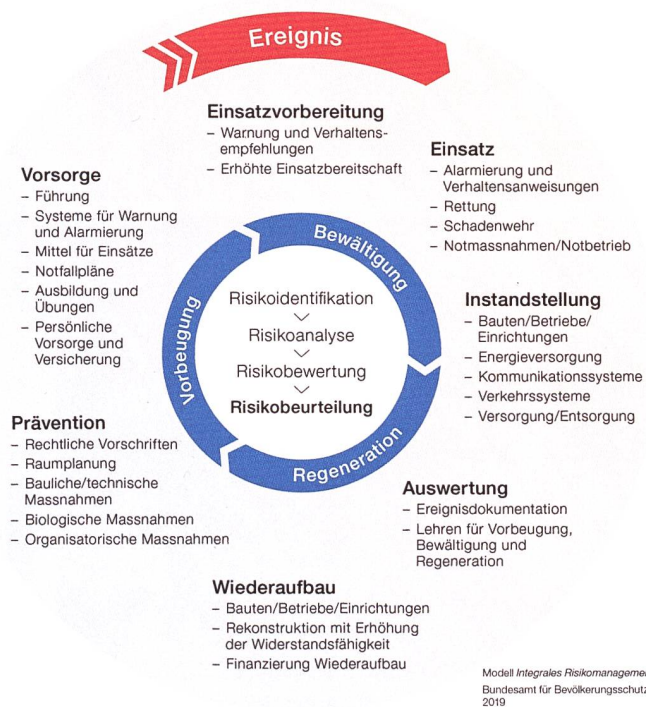 Ereignis
Einsatzvorbereitung
– Warnung und Verhaltens-
empfehlungen
– Erhöhte Einsatzbereitschaft
Einsatz
– Alarmierung und
Verhaltensanweisungen
– Rettung
– Schadenwehr
– Notmassnahmen/Notbetrieb
Vorsorge
– Führung
– Systeme für Warnung
und Alarmierung
– Mittel für Einsätze
– Notfallpläne
– Ausbildung und
Übungen
– Persönliche
Vorsorge und
Versicherung
Bewältigung
Vorbeugung
Regeneration
Risikoidentifikation
Risikoanalyse
Risikobewertung
Risikobeurteilung
Instandstellung
– Bauten/Betriebe/
Einrichtungen
– Energieversorgung
– Kommunikationssysteme
– Verkehrssysteme
– Versorgung/Entsorgung
Prävention
– Rechtliche Vorschriften
– Raumplanung
– Bauliche/technische
Massnahmen
– Biologische Massnahmen
– Organisatorische Massnahmen
Auswertung
– Ereignisdokumentation
– Lehren für Vorbeugung,
Bewältigung und
Regeneration
Wiederaufbau
– Bauten/Betriebe/Einrichtungen
– Rekonstruktion mit Erhöhung
der Widerstandsfähigkeit
– Finanzierung Wiederaufbau
Modell Integrales Risikomanageme
Bundesamt für Bevölkerungsschutz
2019